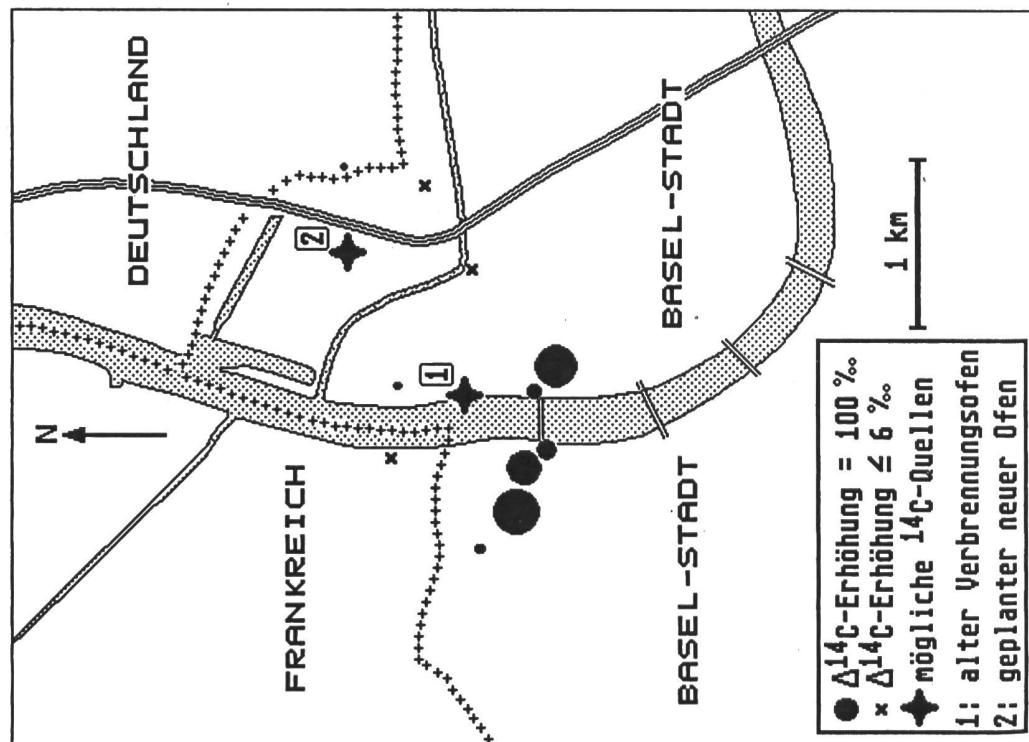 DEUTSCHLAND
2
N
1
FRANKREICH
BASEL-STADT
BASEL-STADT
1 km
Δ¹⁴C-Erhöhung = 100 ‰
Δ¹⁴C-Erhöhung ≤ 6 ‰
mögliche ¹⁴C-Quellen
1: alter Verbrennungsofen
2: geplanter neuer Ofen